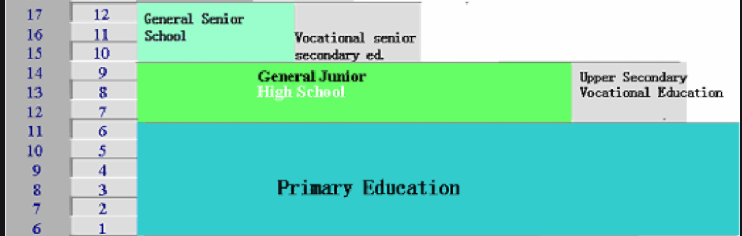 17 12 General Senior
16 11 School Vocational senior
15 10 secondary ed.
14 9 General Junior Upper Secondary
13 8 High School Vocational Education
12 7
11 6
10 5
9 4
8 3 Primary Education
7 2
6 1